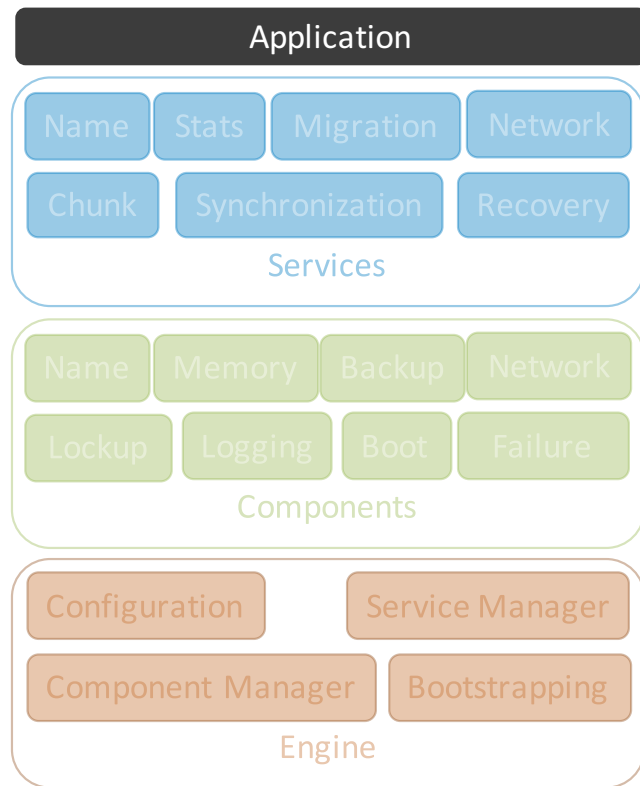 Application
Name Stats Migration Network
Chunk Synchronization Recovery
Services
Name Memory Backup Network
Lockup Logging Boot Failure
Components
Configuration Service Manager
Component Manager Bootstrapping
Engine